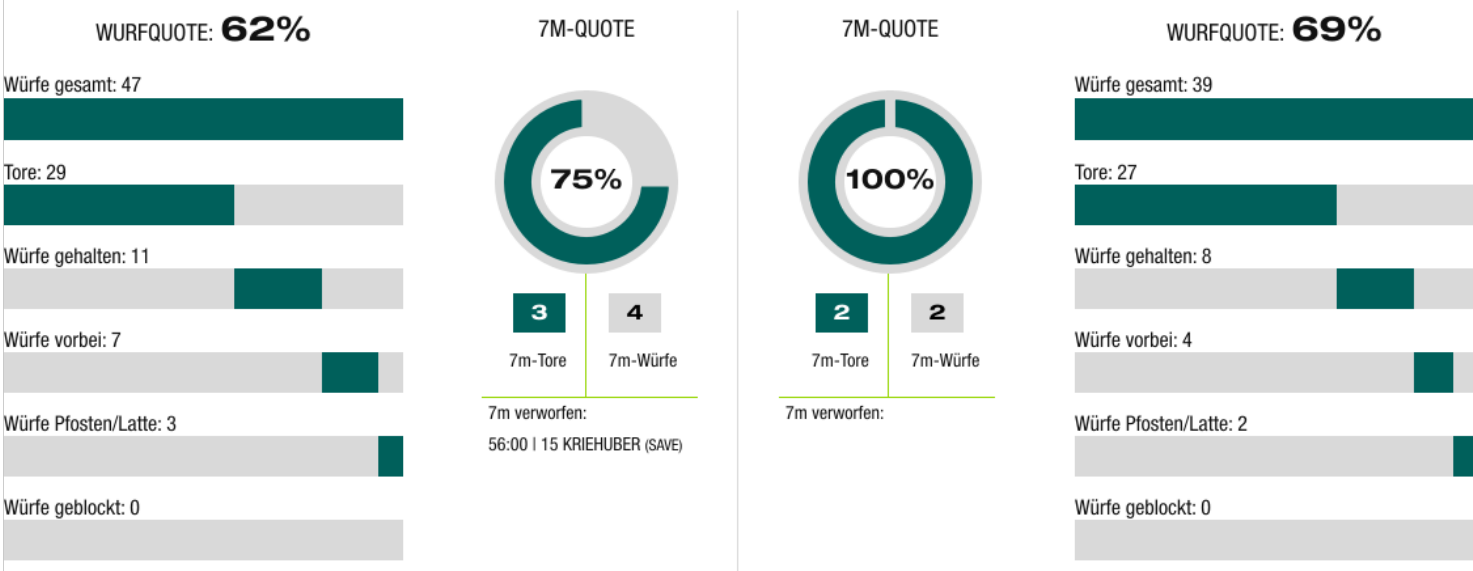 WURFQUOTE: 62%
Würfe gesamt: 47
Tore: 29
Würfe gehalten: 11
Würfe vorbei: 7
Würfe Pfosten/Latte: 3
Würfe geblockt: 0
7M-QUOTE
75%
3 4
7m-Tore 7m-Würfe
7m verworfen:
56:00 | 15 KRIEHUBER (SAVE)
7M-QUOTE
100%
2 2
7m-Tore 7m-Würfe
7m verworfen:
WURFQUOTE: 69%
Würfe gesamt: 39
Tore: 27
Würfe gehalten: 8
Würfe vorbei: 4
Würfe Pfosten/Latte: 2
Würfe geblockt: 0